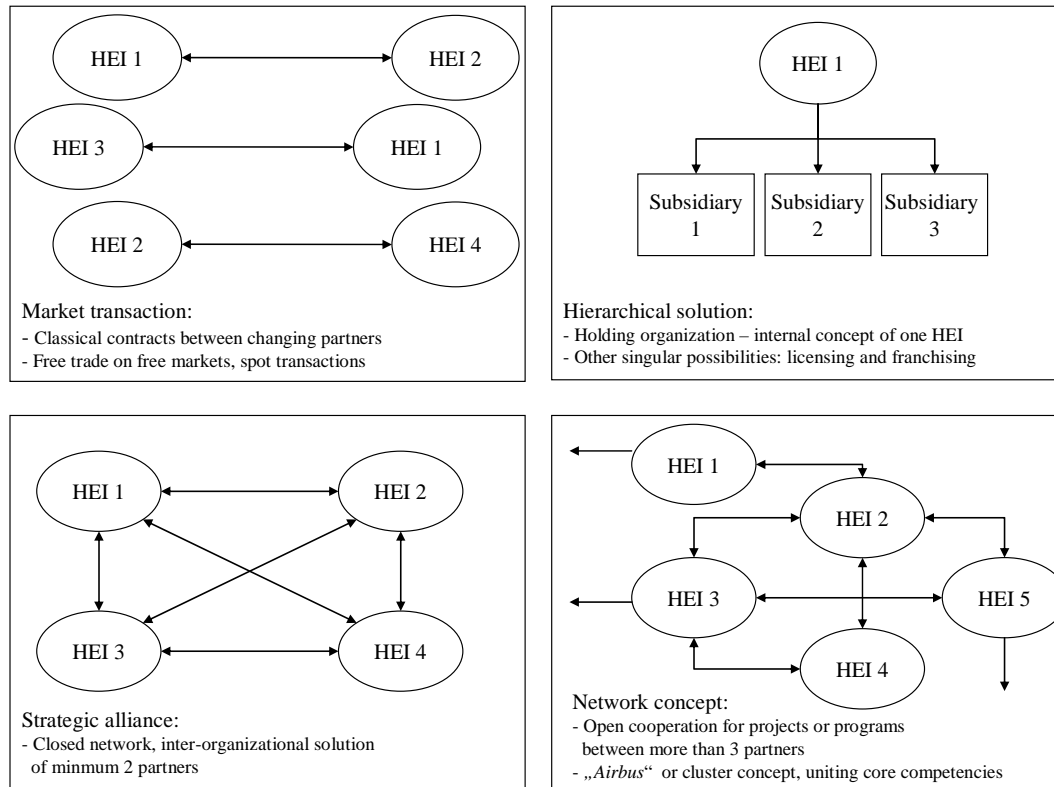 HEI 1
HEI 2
HEI 3
HEI 1
HEI 2
HEI 4
Market transaction:
- Classical contracts between changing partners
- Free trade on free markets, spot transactions
HEI 1
Subsidiary
1
Subsidiary
2
Subsidiary
3
Hierarchical solution:
- Holding organization – internal concept of one HEI
- Other singular possibilities: licensing and franchising
HEI 1
HEI 2
HEI 3
HEI 4
Strategic alliance:
- Closed network, inter-organizational solution
of minmum 2 partners
HEI 1
HEI 2
HEI 3
HEI 5
HEI 4
Network concept:
- Open cooperation for projects or programs
between more than 3 partners
- „Airbus“ or cluster concept, uniting core competencies